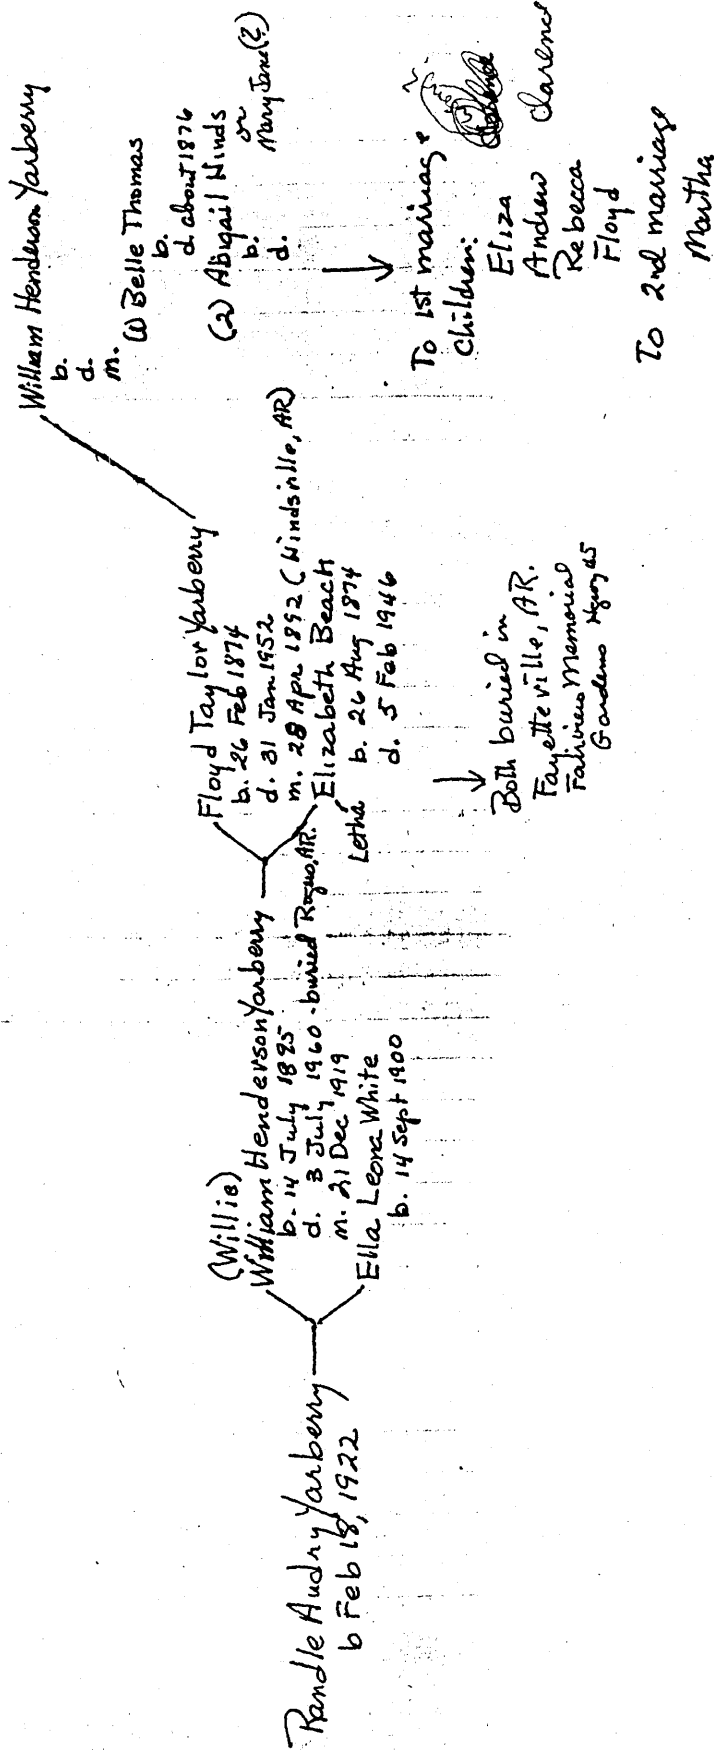 Randle Audry Yarberry
b Feb 18, 1922
(Willie)
William Henderson Yarberry
b. 14 July 1895
d. 3 July 1960 - buried Rogers, AR.
m. 21 Dec 1919
Ella Leora White
b. 14 Sept 1900
Floyd Taylor Yarberry
b. 26 Feb 1874
d. 31 Jan 1952
m. 28 Apr 1892 (Hindsville, AR)
Elizabeth Beach
Letha
b. 26 Aug 1874
d. 5 Feb 1946
Both buried in
Fayetteville, AR.
Fairview Memorial
Gardens
William Henderson Yarberry
b.
d.
m.
(1) Belle Thomas
b.
d. about 1876
(2) Abigail Hinds
b.
d.
or
Mary Jane (?)
To 1st marriage
Children:
Eliza
Andrew
Rebecca
Floyd
Clarence
To 2nd marriage
Martha